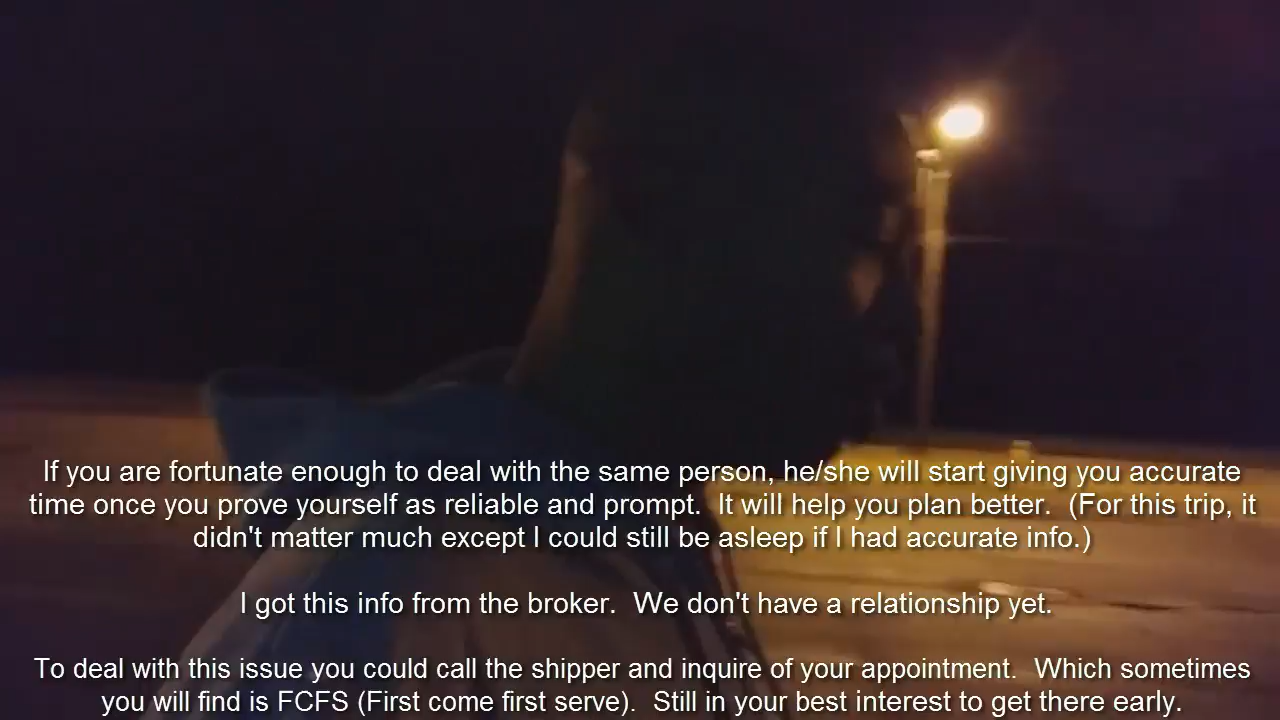 If you are fortunate enough to deal with the same person, he/she will start giving you accurate
time once you prove yourself as reliable and prompt.  It will help you plan better.  (For this trip, it
didn't matter much except I could still be asleep if I had accurate info.)
I got this info from the broker.  We don't have a relationship yet.
To deal with this issue you could call the shipper and inquire of your appointment.  Which sometimes
you will find is FCFS (First come first serve).  Still in your best interest to get there early.